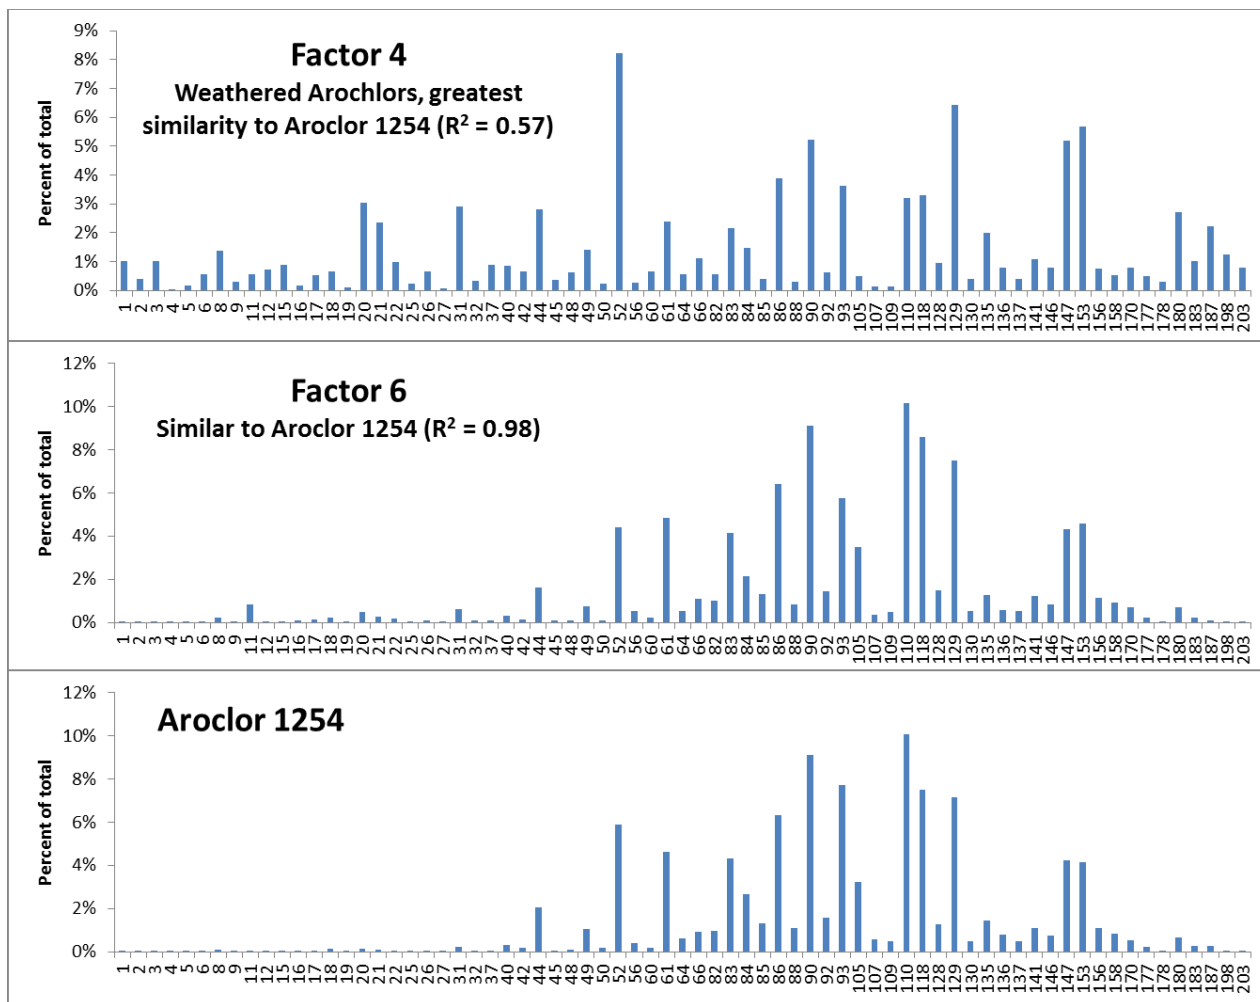 9%
8%
7%
6%
5%
4%
3%
2%
1%
0%
Percent of total
Factor 4
Weathered Arochlors, greatest
similarity to Aroclor 1254 (R² = 0.57)
1 2 3 4 5 6 8 9 11 12 15 16 17 18 19 20 21 22 25 26 27 31 32 37 40 42 44 45 48 49 50 52 56 60 61 64 66 82 83 84 85 86 88 90 92 93 105 107 109 110 118 128 129 130 135 136 137 141 146 147 153 156 158 170 177 178 180 183 187 198 203
12%
10%
8%
6%
4%
2%
0%
Percent of total
Factor 6
Similar to Aroclor 1254 (R² = 0.98)
1 2 3 4 5 6 8 9 11 12 15 16 17 18 19 20 21 22 25 26 27 31 32 37 40 42 44 45 48 49 50 52 56 60 61 64 66 82 83 84 85 86 88 90 92 93 105 107 109 110 118 128 129 130 135 136 137 141 146 147 153 156 158 170 177 178 180 183 187 198 203
12%
10%
8%
6%
4%
2%
0%
Percent of total
Aroclor 1254
1 2 3 4 5 6 8 9 11 12 15 16 17 18 19 20 21 22 25 26 27 31 32 37 40 42 44 45 48 49 50 52 56 60 61 64 66 82 83 84 85 86 88 90 92 93 105 107 109 110 118 128 129 130 135 136 137 141 146 147 153 156 158 170 177 178 180 183 187 198 203